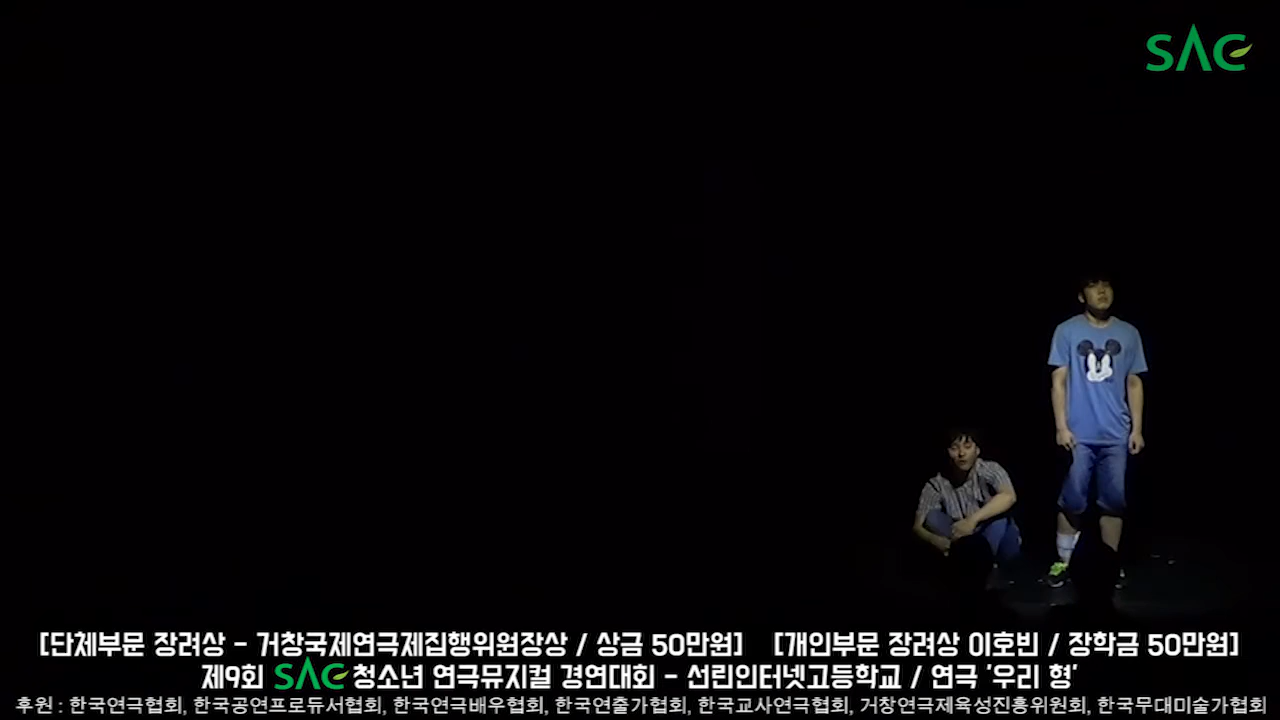 SAC
[단체부문 장려상 - 거창국제연극제집행위원장상 / 상금 50만원] [개인부문 장려상 이호빈 / 장학금 50만원]
제9회 SAC 청소년 연극뮤지컬 경연대회 - 선린인터넷고등학교 / 연극 '우리 형'
후원 : 한국연극협회, 한국공연프로듀서협회, 한국연극배우협회, 한국연출가협회, 한국교사연극협회, 거창연극제육성진흥위원회, 한국무대미술가협회